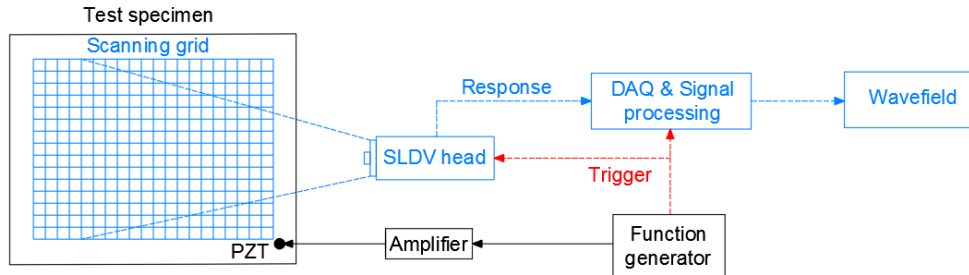 Test specimen
Scanning grid
Response
DAQ & Signal
processing
Wavefield
SLDV head
Trigger
PZT
Amplifier
Function
generator